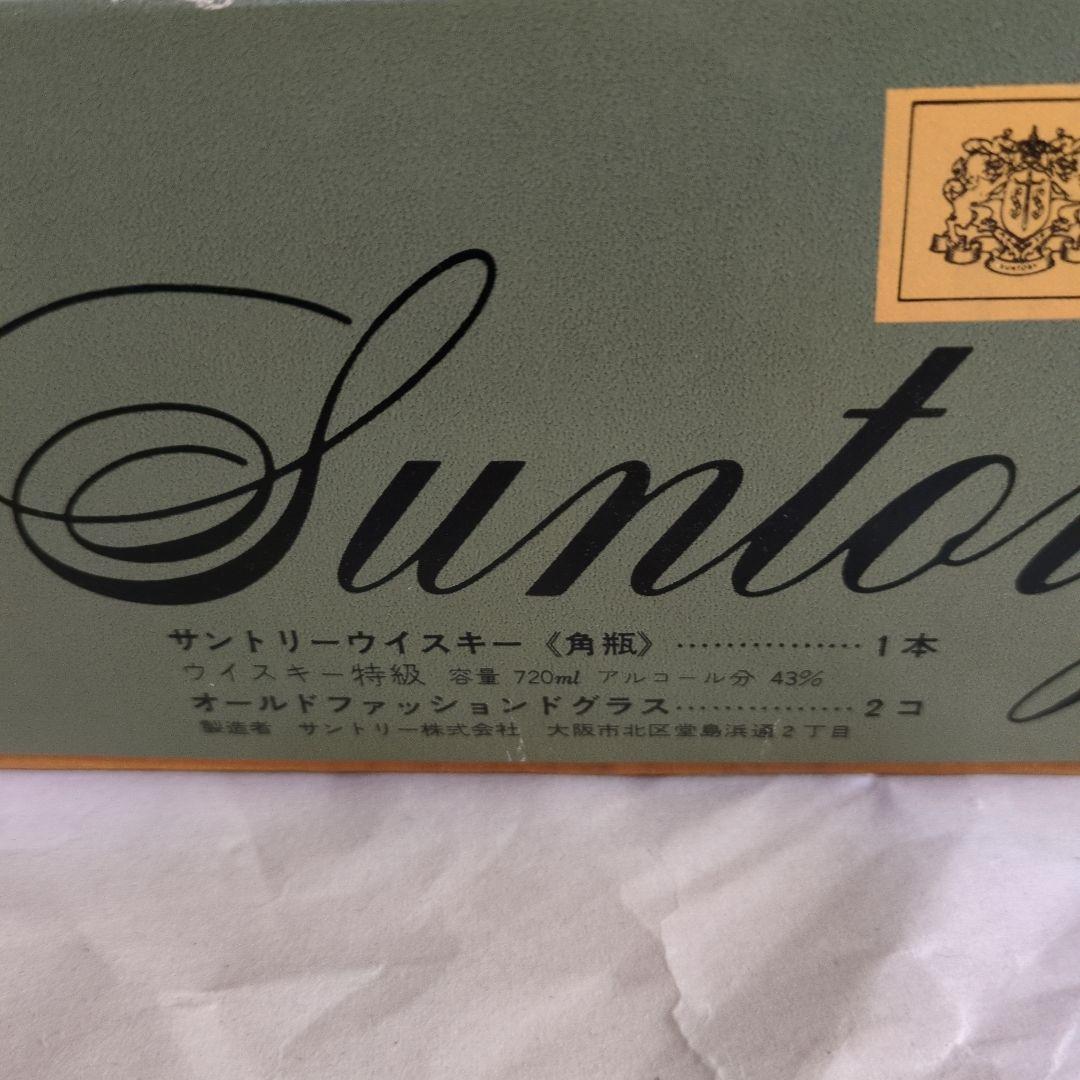 SUNTORY
Suntor
サントリーウイスキー《角瓶》……………1本
ウイスキー特級 容量 720ml アルコール分 43%
オールドファッションドグラス……………2コ
製造者 サントリー株式会社 大阪市北区堂島浜通2丁目